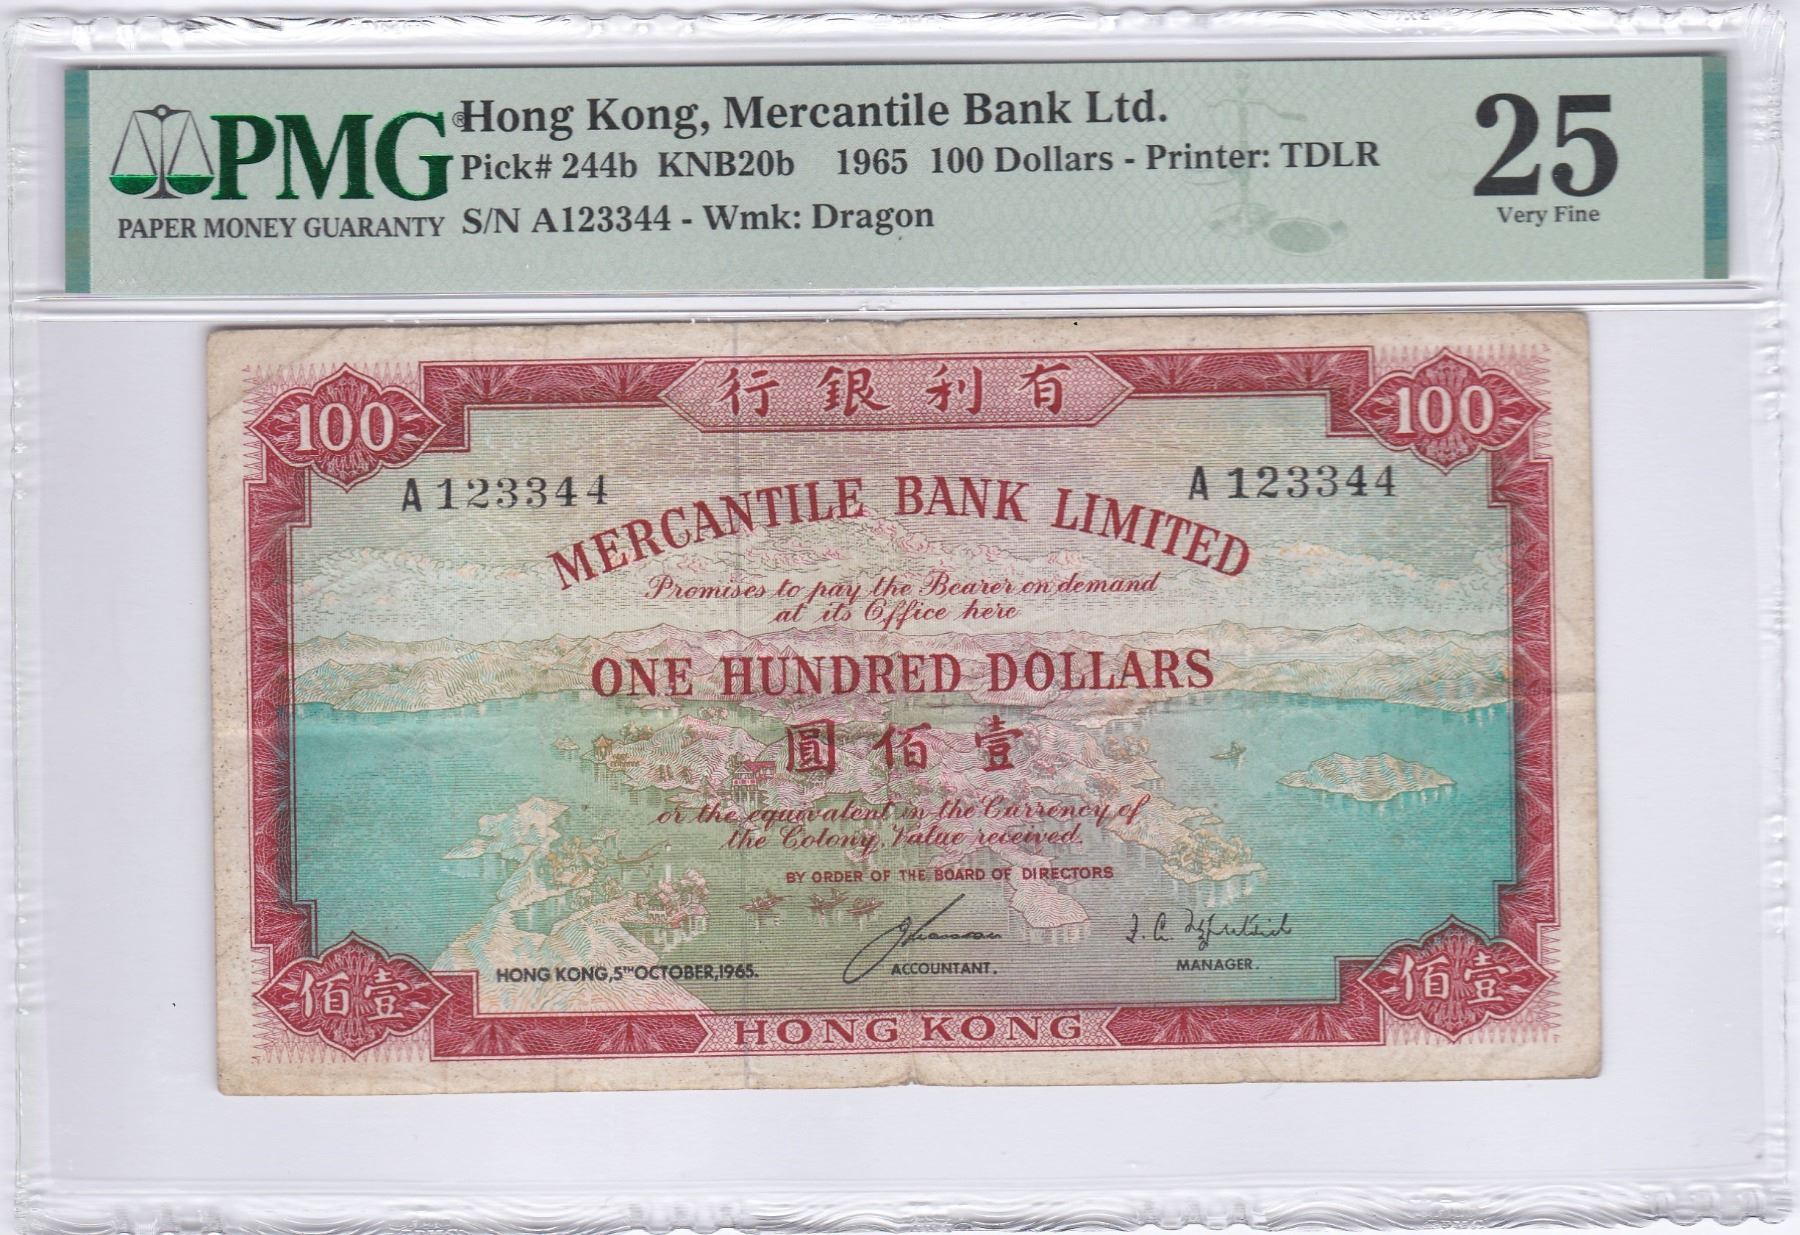 PMG®
PAPER MONEY GUARANTY
Hong Kong, Mercantile Bank Ltd.
Pick# 244b KNB20b 1965 100 Dollars - Printer: TDLR
S/N A123344 - Wmk: Dragon
25
Very Fine
100
行銀利有
100
A 123344
A 123344
MERCANTILE BANK LIMITED
Promises to pay the Bearer on demand
at its Office here
ONE HUNDRED DOLLARS
圓佰壹
or the equivalent in the Currency of
the Colony, Value received.
BY ORDER OF THE BOARD OF DIRECTORS
HONG KONG, 5TH OCTOBER, 1965.
ACCOUNTANT.
MANAGER.
佰壹
HONG KONG
佰壹